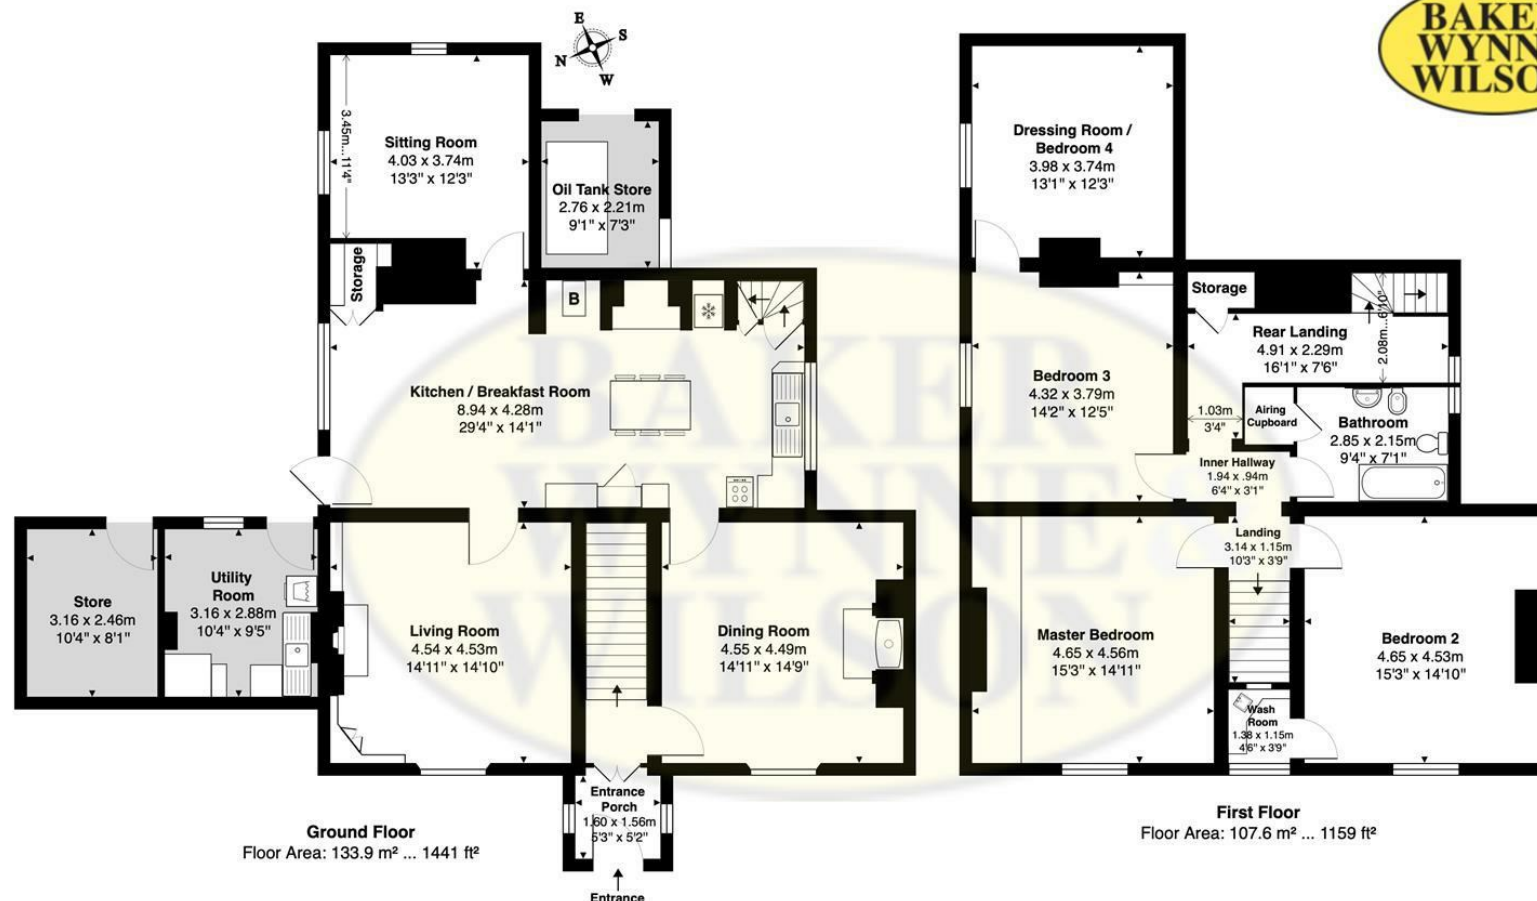 E
S
N
W
BAKE
WYNN
WILSO
Sitting Room
4.03 x 3.74m
13'3" x 12'3"
3.45m...11'4"
Oil Tank Store
2.76 x 2.21m
9'1" x 7'3"
Storage
B
Kitchen / Breakfast Room
8.94 x 4.28m
29'4" x 14'1"
Store
3.16 x 2.46m
10'4" x 8'1"
Utility
Room
3.16 x 2.88m
10'4" x 9'5"
Living Room
4.54 x 4.53m
14'11" x 14'10"
Dining Room
4.55 x 4.49m
14'11" x 14'9"
Entrance
Porch
1.60 x 1.56m
5'3" x 5'2"
Entrance
Ground Floor
Floor Area: 133.9 m² ... 1441 ft²
Dressing Room /
Bedroom 4
3.98 x 3.74m
13'1" x 12'3"
Storage
Rear Landing
4.91 x 2.29m
16'1" x 7'6"
2.08m...6'10"
Bedroom 3
4.32 x 3.79m
14'2" x 12'5"
1.03m
3'4"
Airing
Cupboard
Bathroom
2.85 x 2.15m
9'4" x 7'1"
Inner Hallway
1.94 x .94m
6'4" x 3'1"
Landing
3.14 x 1.15m
10'3" x 3'9"
Master Bedroom
4.65 x 4.56m
15'3" x 14'11"
Bedroom 2
4.65 x 4.53m
15'3" x 14'10"
Wash
Room
1.38 x 1.15m
4'6" x 3'9"
First Floor
Floor Area: 107.6 m² ... 1159 ft²
BAKER
WYNNE &
WILSON